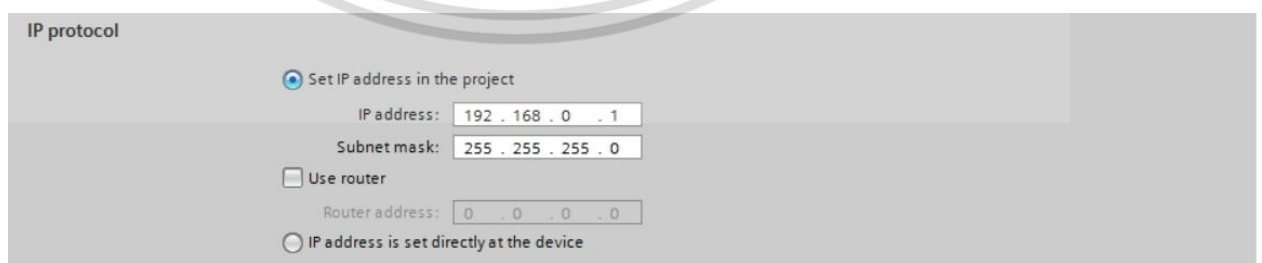 IP protocol
Set IP address in the project
IP address: 192 . 168 . 0 . 1
Subnet mask: 255 . 255 . 255 . 0
Use router
Router address: 0 . 0 . 0 . 0
IP address is set directly at the device